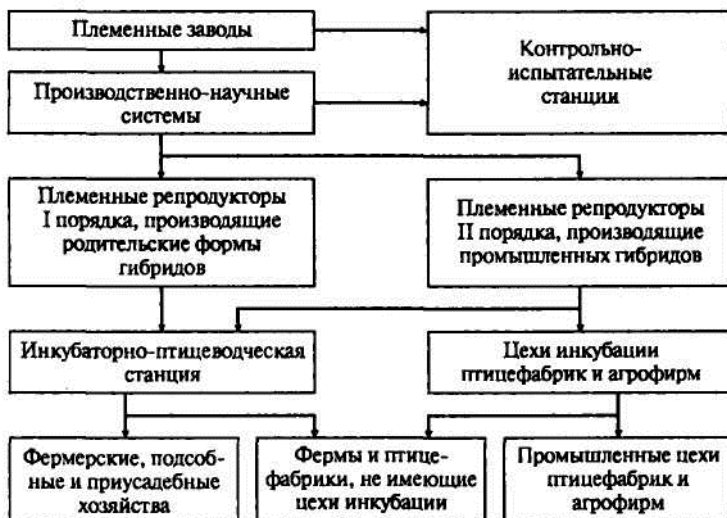 Племенные заводы
Контрольно-
испытательные
станции
Производственно-научные
системы
Племенные репродукторы
I порядка, производящие
родительские формы
гибридов
Племенные репродукторы
II порядка, производящие
промышленных гибридов
Инкубаторно-птицеводческая
станция
Цехи инкубации
птицефабрик и агрофирм
Фермерские, подсоб-
ные и приусадебные
хозяйства
Фермы и птице-
фабрики, не имеющие
цехи инкубации
Промышленные цехи
птицефабрик и
агрофирм